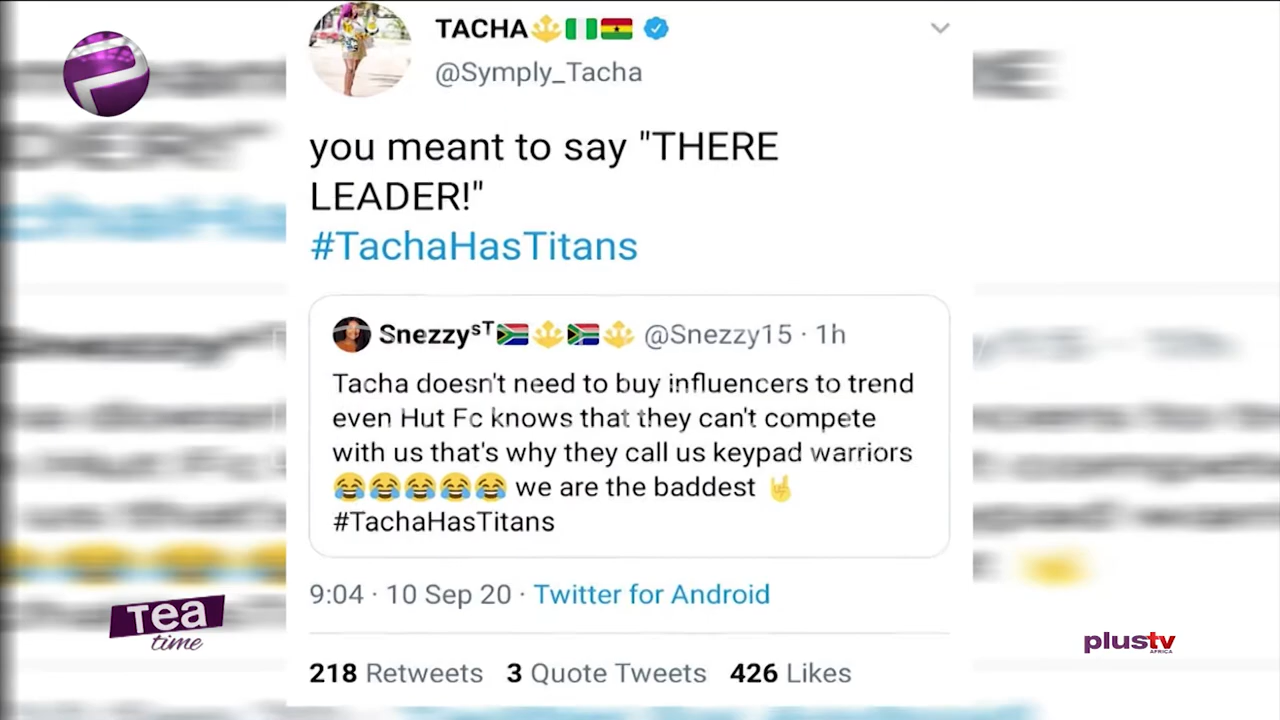 TACHA
@Symply_Tacha
you meant to say "THERE
LEADER!"
#TachaHasTitans
Snezzyˢᵀ @Snezzy15 · 1h
Tacha doesn't need to buy influencers to trend
even Hut Fc knows that they can't compete
with us that's why they call us keypad warriors
😂😂😂😂😂 we are the baddest 🤘
#TachaHasTitans
9:04 · 10 Sep 20 · Twitter for Android
218 Retweets 3 Quote Tweets 426 Likes
Tea
time
plustv
AFRICA